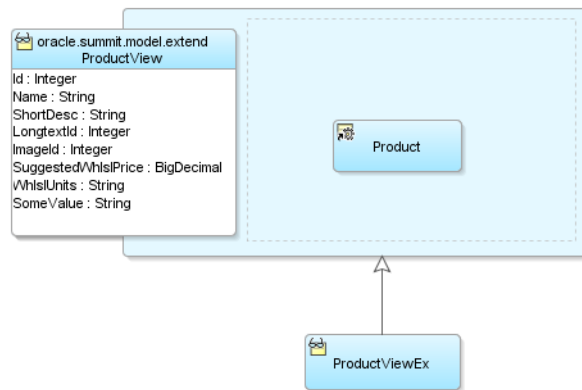 oracle.summit.model.extend
ProductView
Id : Integer
Name : String
ShortDesc : String
LongtextId : Integer
ImageId : Integer
SuggestedWhlslPrice : BigDecimal
WhlslUnits : String
SomeValue : String
Product
ProductViewEx